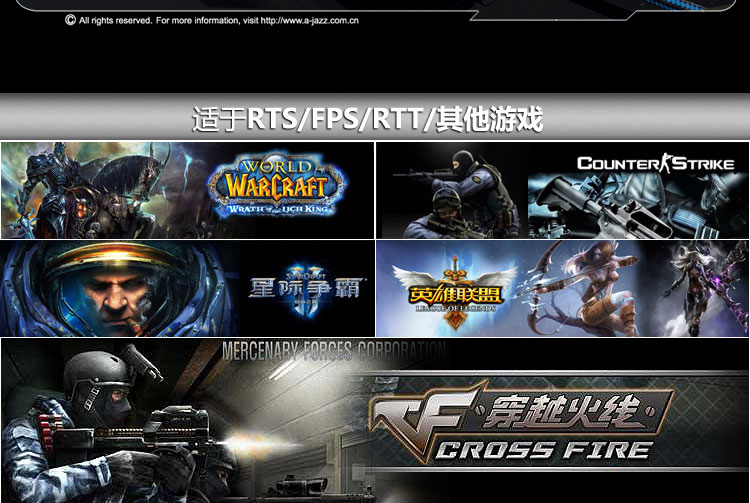 © All rights reserved. For more information, visit http://www.a-jazz.com.cn
适于RTS/FPS/RTT/其他游戏
WORLD
WARCRAFT
WRATH of the LICH KING
COUNTER STRIKE
STARCRAFT
II
星际争霸
英雄联盟
LEAGUE OF LEGENDS
MERCENARY FORCES CORPORATION
CF·穿越火线
CROSS FIRE